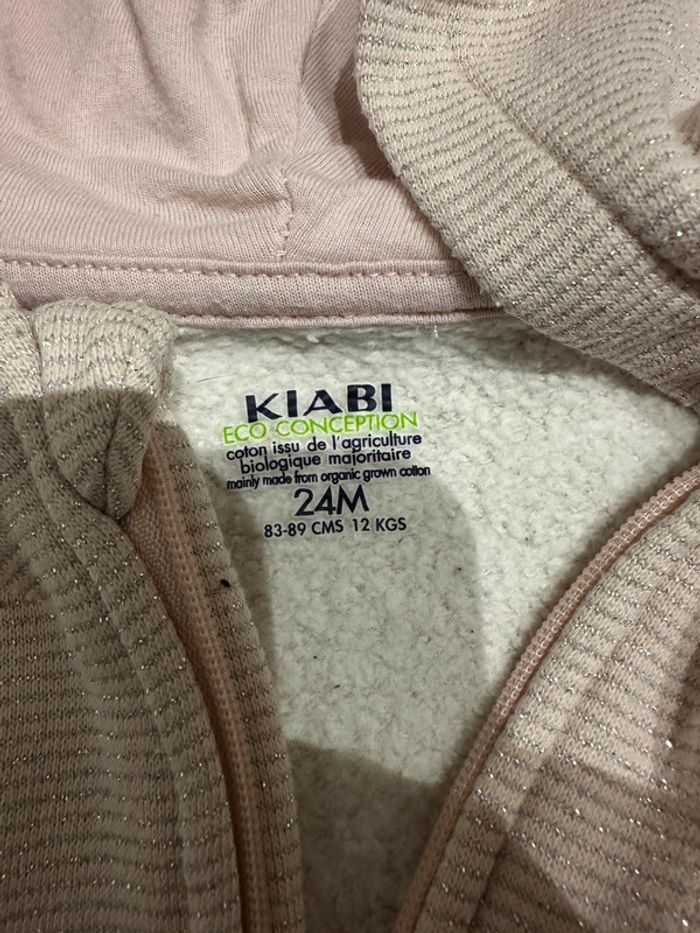 KIABI
ECO CONCEPTION
coton issu de l'agriculture
biologique majoritaire
mainly made from organic grown cotton
24M
83-89 CMS 12 KGS